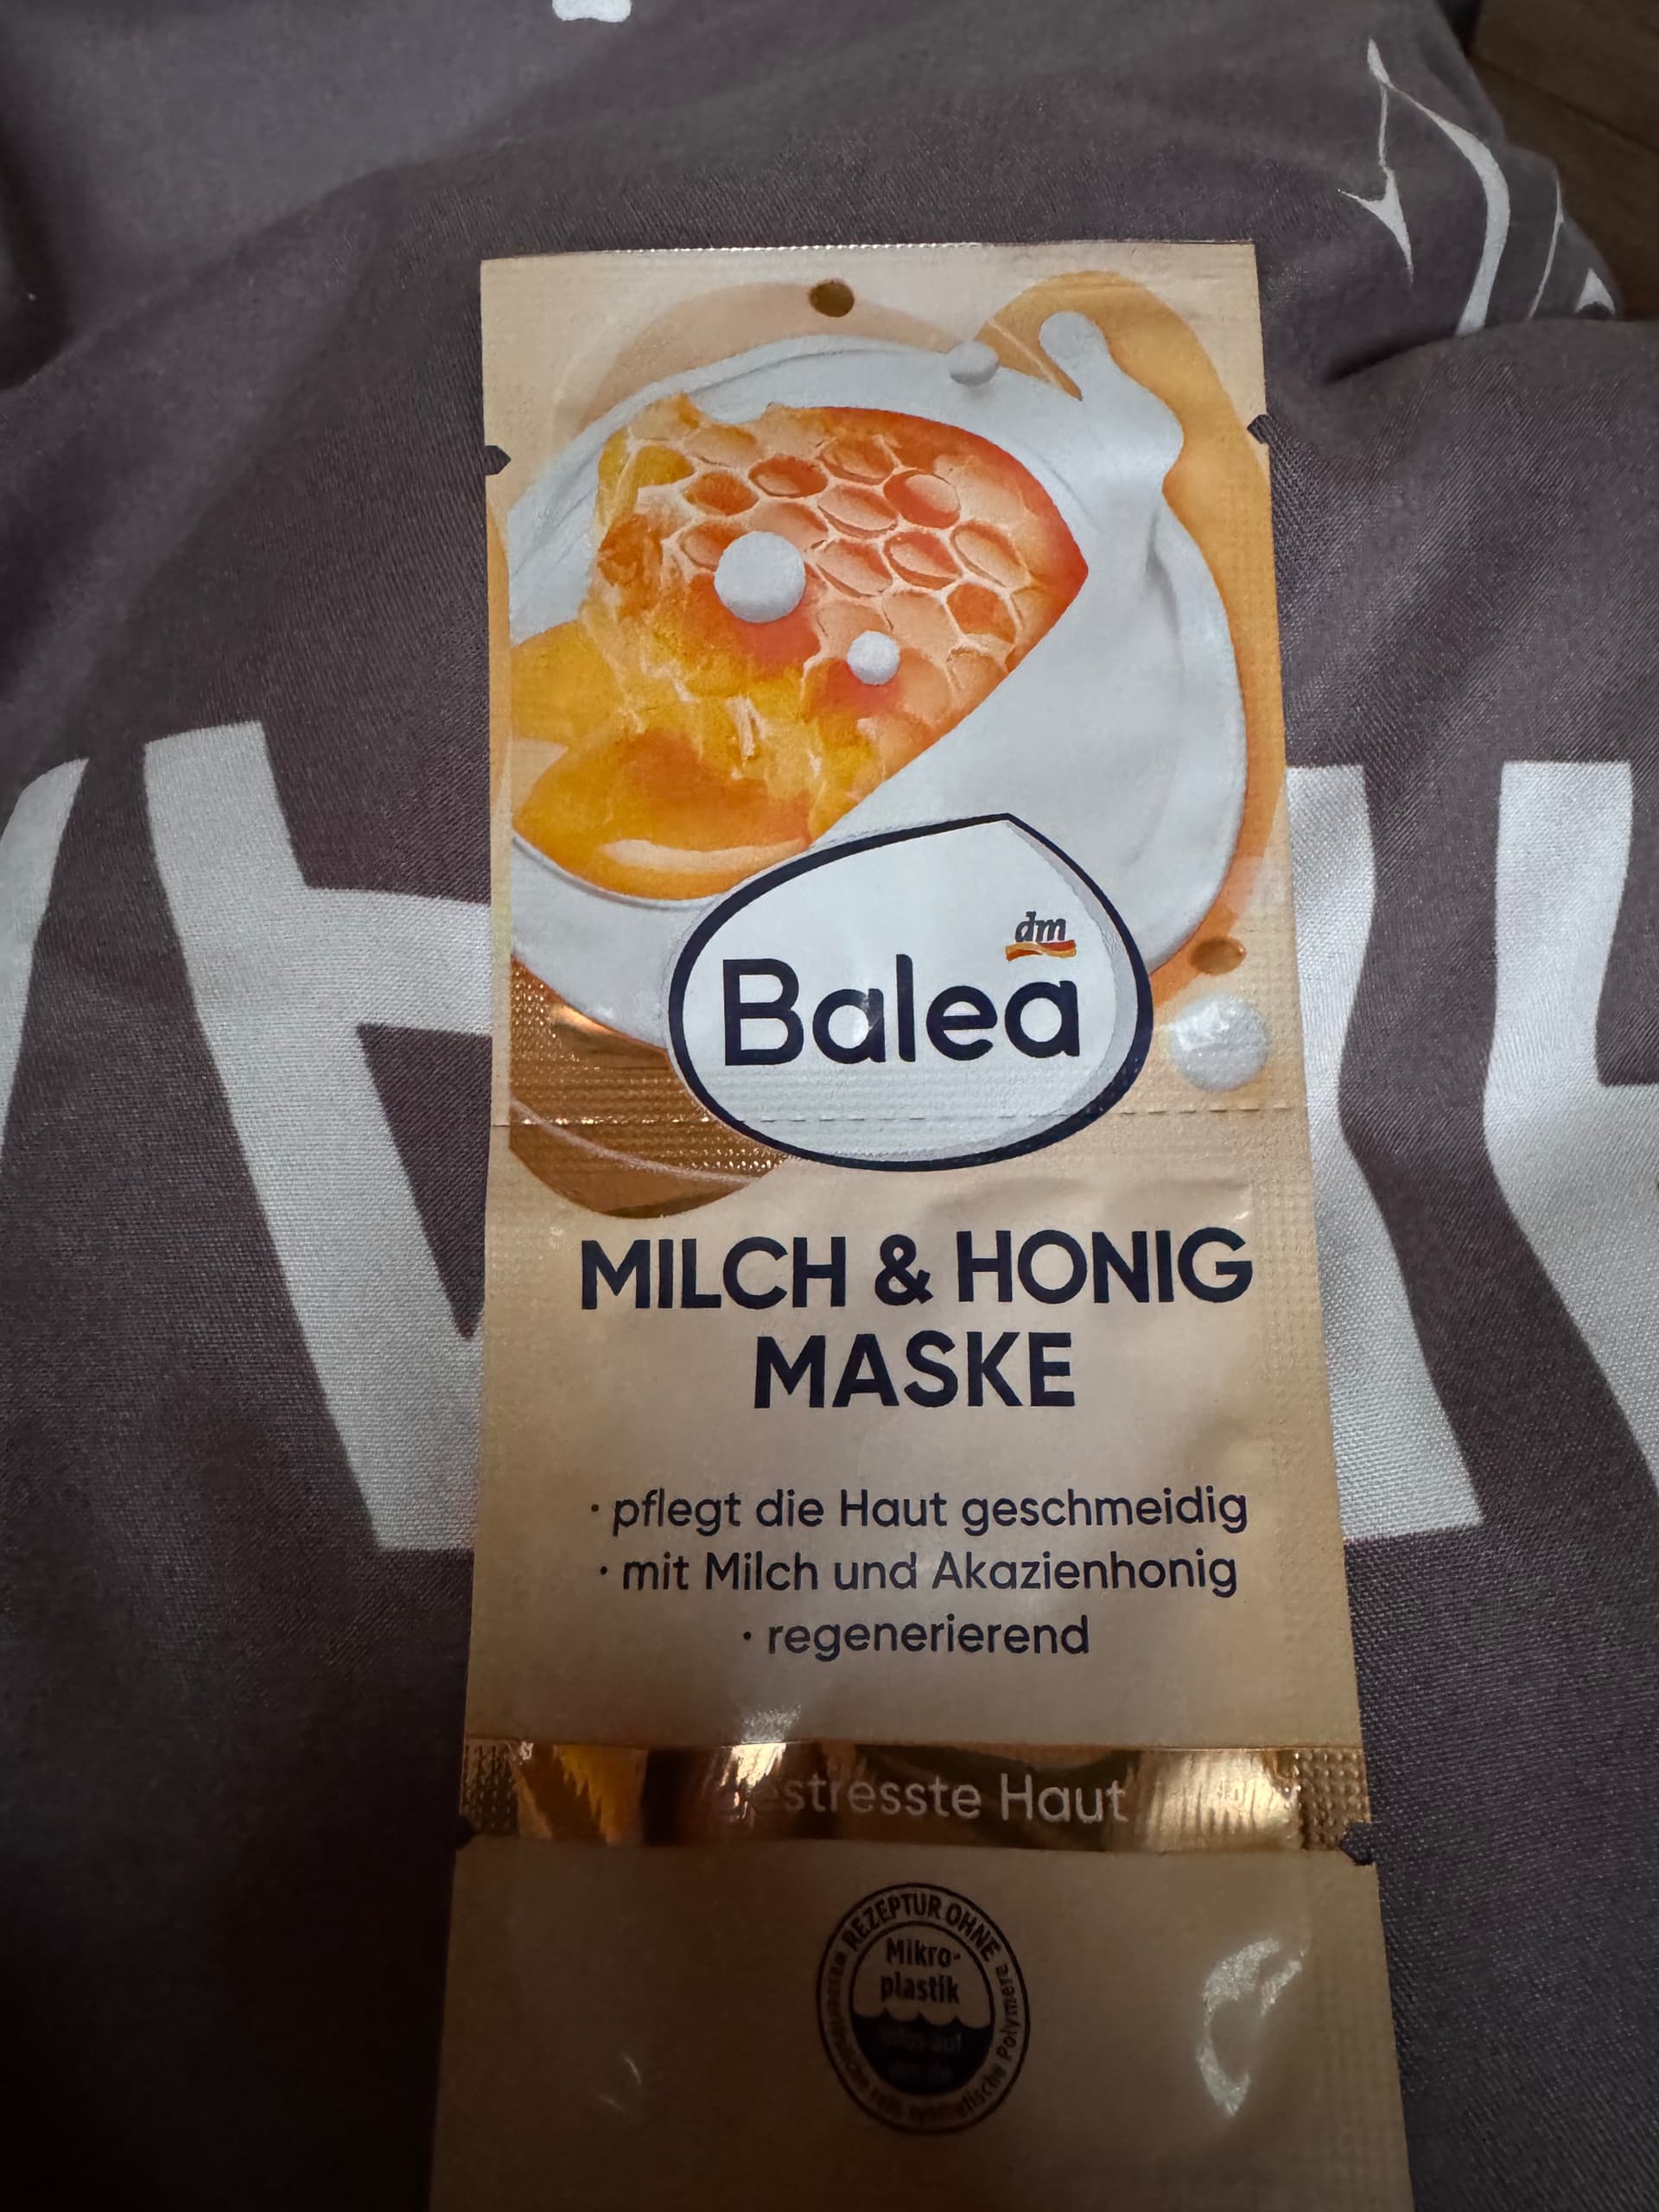 dm
Balea
MILCH & HONIG
MASKE
· pflegt die Haut geschmeidig
· mit Milch und Akazienhonig
· regenerierend
Haut
REZEPTUR OHNE
Mikro-
plastik
Polymere